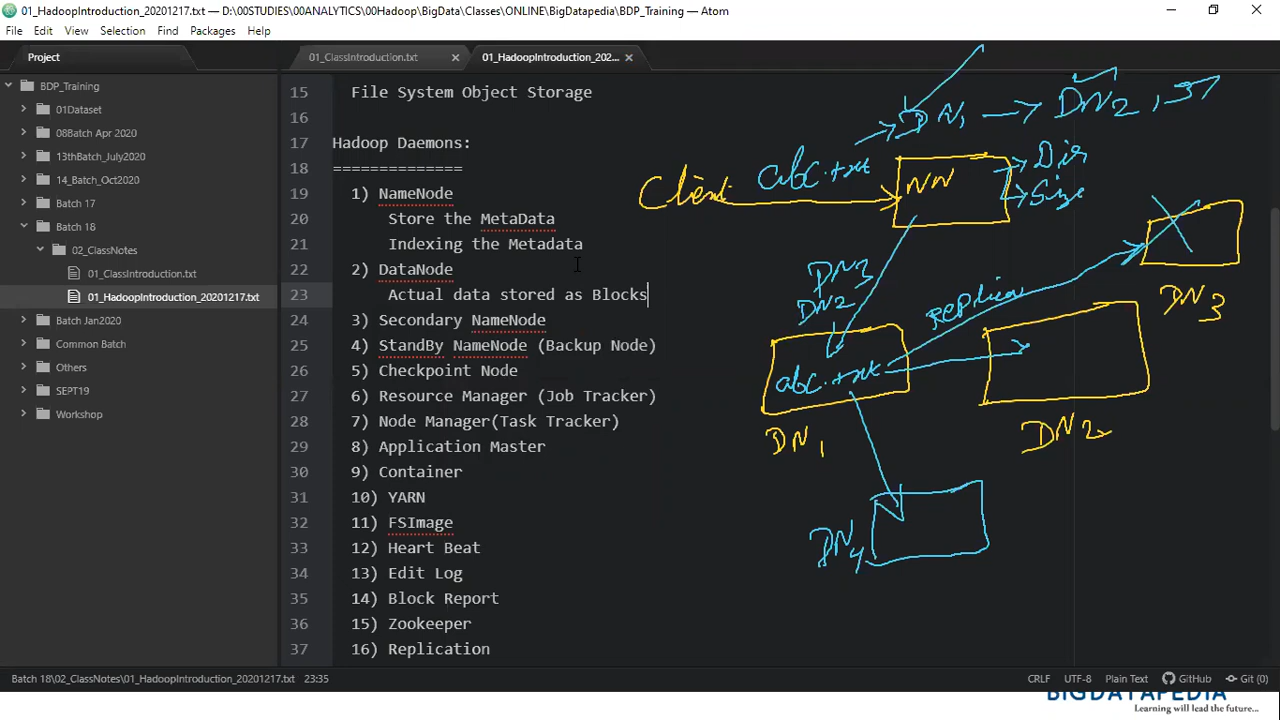 01_HadoopIntroduction_20201217.txt — D:\00STUDIES\00ANALYTICS\00Hadoop\BigData\Classes\ONLINE\BigDatapedia\BDP_Training — Atom
File Edit View Selection Find Packages Help
Project
01_ClassIntroduction.txt
01_HadoopIntroduction_202...
BDP_Training
01Dataset
08Batch Apr 2020
13thBatch_July2020
14_Batch_Oct2020
Batch 17
Batch 18
02_ClassNotes
01_ClassIntroduction.txt
01_HadoopIntroduction_20201217.txt
Batch Jan2020
Common Batch
Others
SEPT19
Workshop
15 File System Object Storage
16
17 Hadoop Daemons:
18 ==============
19 1) NameNode
20 Store the MetaData
21 Indexing the Metadata
22 2) DataNode
23 Actual data stored as Blocks
24 3) Secondary NameNode
25 4) StandBy NameNode (Backup Node)
26 5) Checkpoint Node
27 6) Resource Manager (Job Tracker)
28 7) Node Manager(Task Tracker)
29 8) Application Master
30 9) Container
31 10) YARN
32 11) FSImage
33 12) Heart Beat
34 13) Edit Log
35 14) Block Report
36 15) Zookeeper
37 16) Replication
DN1 → DN2, 3
Client abc.txt NN
Dir
Size
DN3
DN2
Replica
DN3
abc.txt
DN1
DN2
DN4
Batch 18\02_ClassNotes\01_HadoopIntroduction_20201217.txt 23:35 CRLF UTF-8 Plain Text GitHub Git (0)
BIGDATAPEDIA
Learning will lead the future...